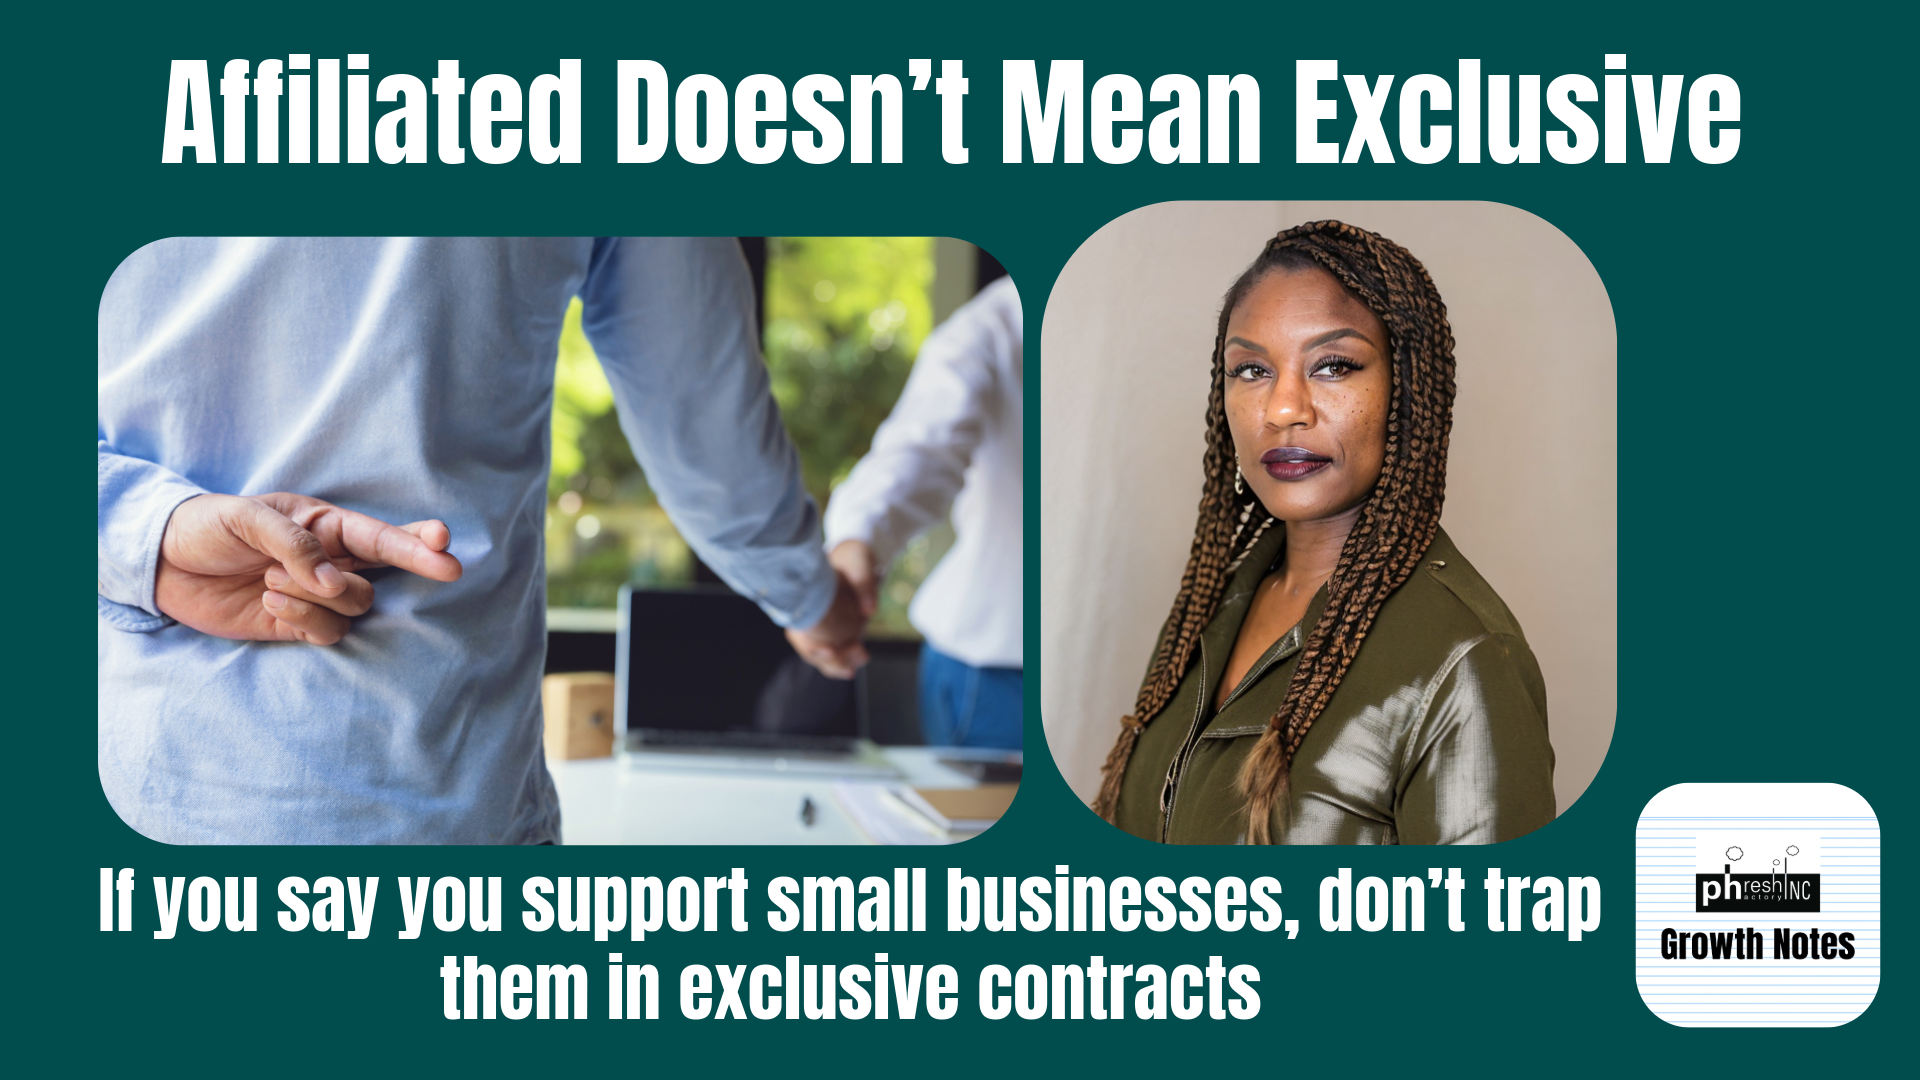 Affiliated Doesn’t Mean Exclusive
If you say you support small businesses, don’t trap
them in exclusive contracts
phresh INC
actory
Growth Notes